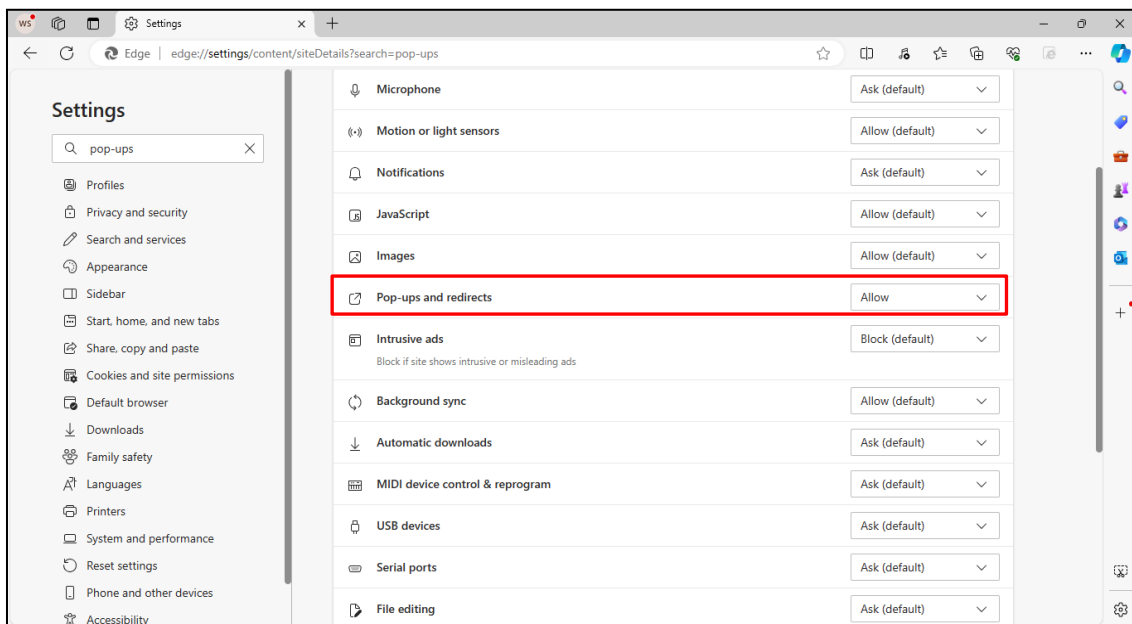 WS
Settings
Edge | edge://settings/content/siteDetails?search=pop-ups
Settings
pop-ups
Profiles
Privacy and security
Search and services
Appearance
Sidebar
Start, home, and new tabs
Share, copy and paste
Cookies and site permissions
Default browser
Downloads
Family safety
Languages
Printers
System and performance
Reset settings
Phone and other devices
Accessibility
Microphone Ask (default)
Motion or light sensors Allow (default)
Notifications Ask (default)
JavaScript Allow (default)
Images Allow (default)
Pop-ups and redirects Allow
Intrusive ads Block (default)
Block if site shows intrusive or misleading ads
Background sync Allow (default)
Automatic downloads Ask (default)
MIDI device control & reprogram Ask (default)
USB devices Ask (default)
Serial ports Ask (default)
File editing Ask (default)